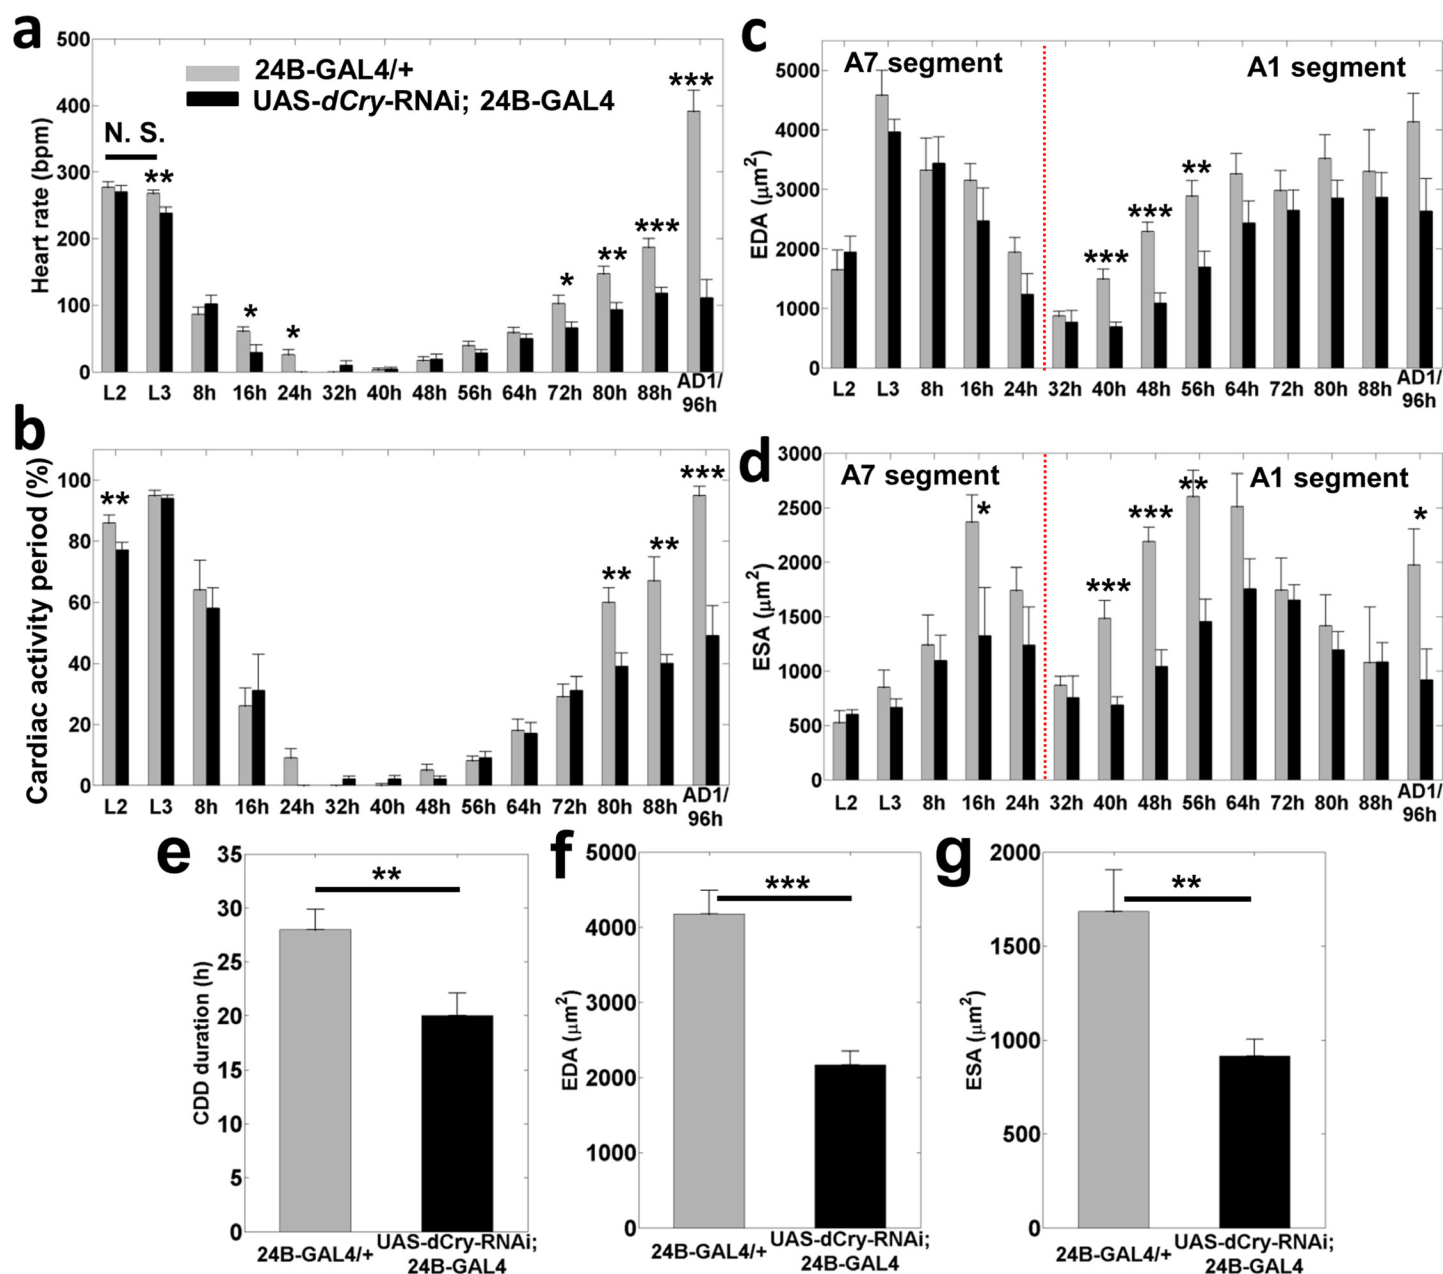 a
500
400
300
200
100
0
Heart rate (bpm)
24B-GAL4/+
UAS-dCry-RNAi; 24B-GAL4
N. S.
**
*
*
*
**
***
***
L2 L3 8h 16h 24h 32h 40h 48h 56h 64h 72h 80h 88h AD1/
96h
b
100
80
60
40
20
0
Cardiac activity period (%)
**
**
**
***
L2 L3 8h 16h 24h 32h 40h 48h 56h 64h 72h 80h 88h AD1/
96h
c
5000
4000
3000
2000
1000
0
EDA (μm2)
A7 segment
A1 segment
***
***
**
L2 L3 8h 16h 24h 32h 40h 48h 56h 64h 72h 80h 88h AD1/
96h
d
3000
2500
2000
1500
1000
500
0
ESA (μm2)
A7 segment
A1 segment
*
***
***
**
*
L2 L3 8h 16h 24h 32h 40h 48h 56h 64h 72h 80h 88h AD1/
96h
e
35
30
25
20
15
10
5
0
CDD duration (h)
**
24B-GAL4/+
UAS-dCry-RNAi;
24B-GAL4
f
5000
4000
3000
2000
1000
0
EDA (μm2)
***
24B-GAL4/+
UAS-dCry-RNAi;
24B-GAL4
g
2000
1500
1000
500
0
ESA (μm2)
**
24B-GAL4/+
UAS-dCry-RNAi;
24B-GAL4